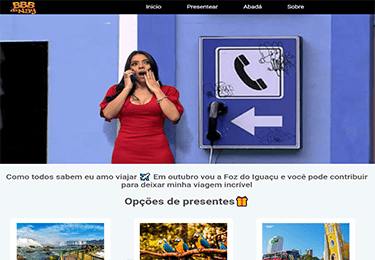 BBB
da Nay
Início Presentear Abadá Sobre
Como todos sabem eu amo viajar ✈️ Em outubro vou a Foz do Iguaçu e você pode contribuir
para deixar minha viagem incrível
Opções de presentes🎁